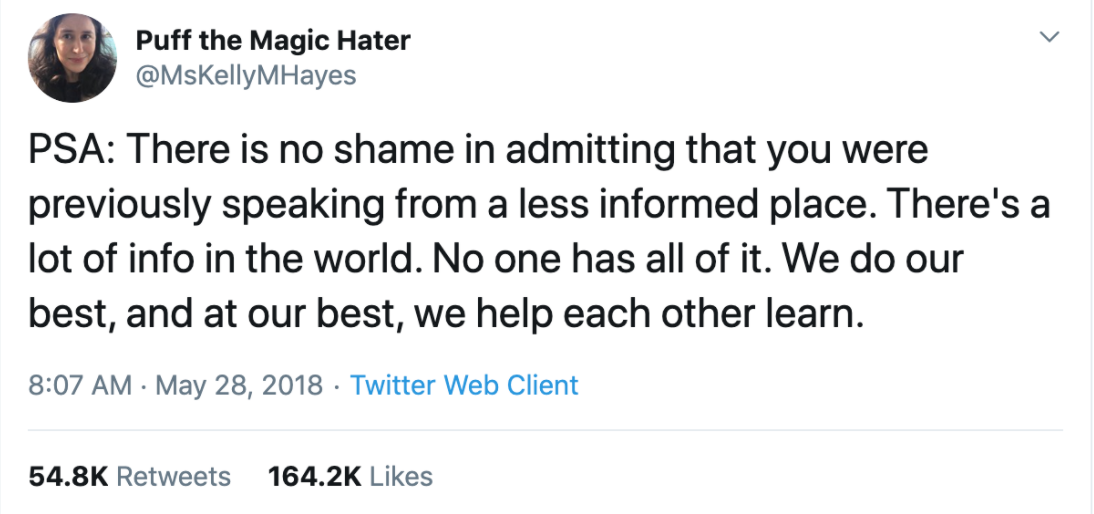 Puff the Magic Hater
@MsKellyMHayes
PSA: There is no shame in admitting that you were
previously speaking from a less informed place. There's a
lot of info in the world. No one has all of it. We do our
best, and at our best, we help each other learn.
8:07 AM · May 28, 2018 · Twitter Web Client
54.8K Retweets 164.2K Likes